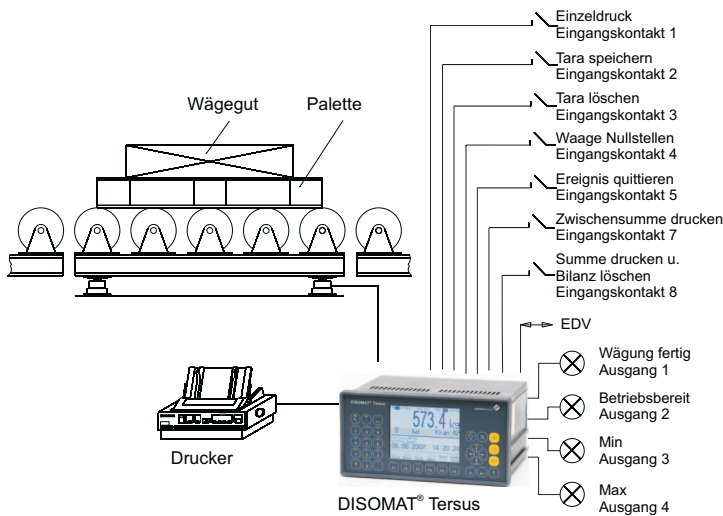 Einzeldruck
Eingangskontakt 1
Tara speichern
Eingangskontakt 2
Tara löschen
Eingangskontakt 3
Waage Nullstellen
Eingangskontakt 4
Ereignis quittieren
Eingangskontakt 5
Zwischensumme drucken
Eingangskontakt 7
Summe drucken u.
Bilanz löschen
Eingangskontakt 8
Wägegut
Palette
EDV
Wägung fertig
Ausgang 1
Betriebsbereit
Ausgang 2
Min
Ausgang 3
Max
Ausgang 4
Drucker
DISOMAT® Tersus
573.4 kg
DISOMAT® Tersus